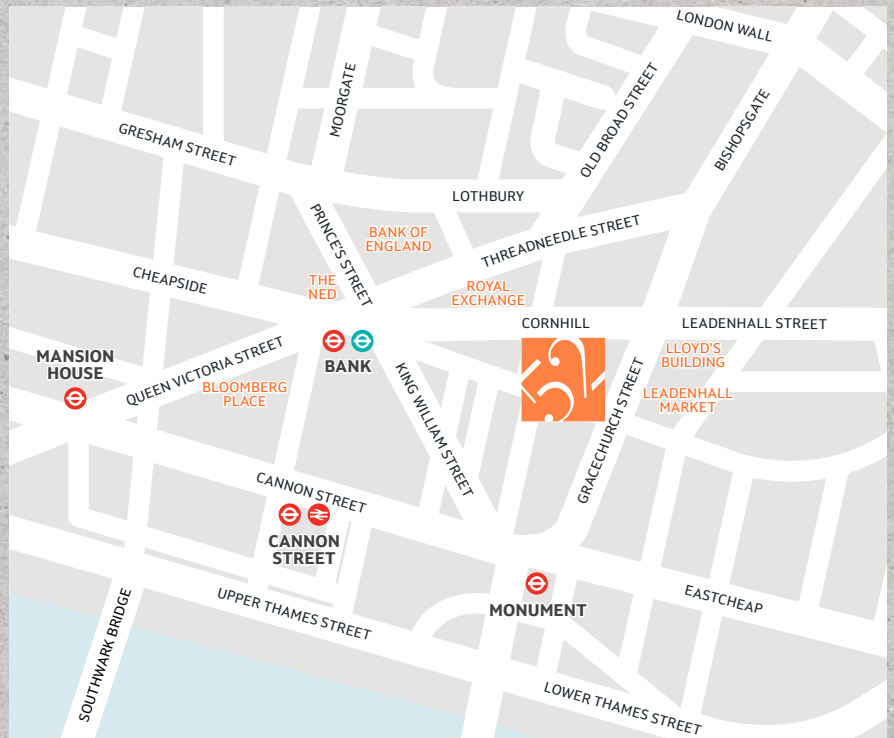 LONDON WALL
MOORGATE
OLD BROAD STREET
BISHOPSGATE
GRESHAM STREET
LOTHBURY
PRINCE'S STREET
BANK OF
ENGLAND
THREADNEEDLE STREET
CHEAPSIDE
THE
NED
ROYAL
EXCHANGE
CORNHILL
LEADENHALL STREET
MANSION
HOUSE
QUEEN VICTORIA STREET
BANK
52
LLOYD'S
BUILDING
BLOOMBERG
PLACE
KING WILLIAM STREET
GRACECHURCH STREET
LEADENHALL
MARKET
CANNON STREET
CANNON
STREET
MONUMENT
EASTCHEAP
UPPER THAMES STREET
SOUTHWARK BRIDGE
LOWER THAMES STREET